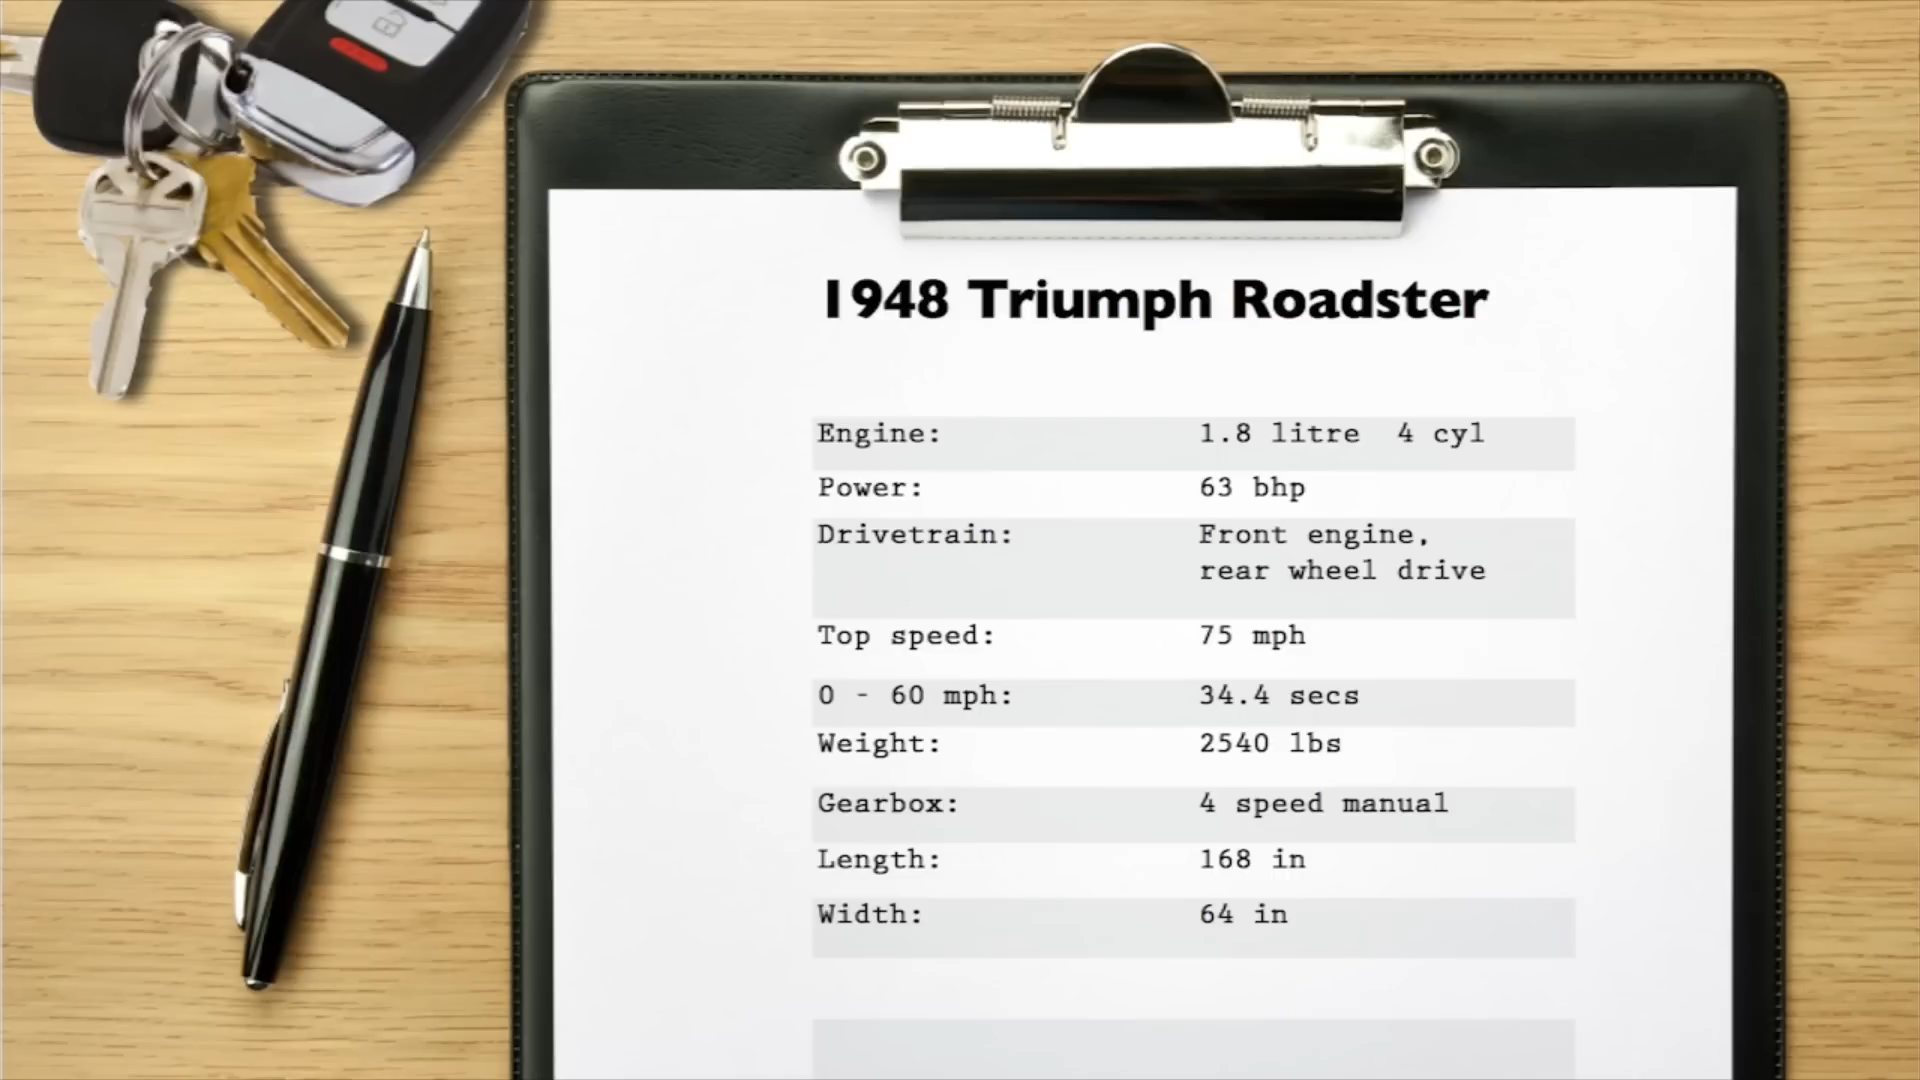 1948 Triumph Roadster
Engine: 1.8 litre 4 cyl
Power: 63 bhp
Drivetrain: Front engine,
rear wheel drive
Top speed: 75 mph
0 - 60 mph: 34.4 secs
Weight: 2540 lbs
Gearbox: 4 speed manual
Length: 168 in
Width: 64 in